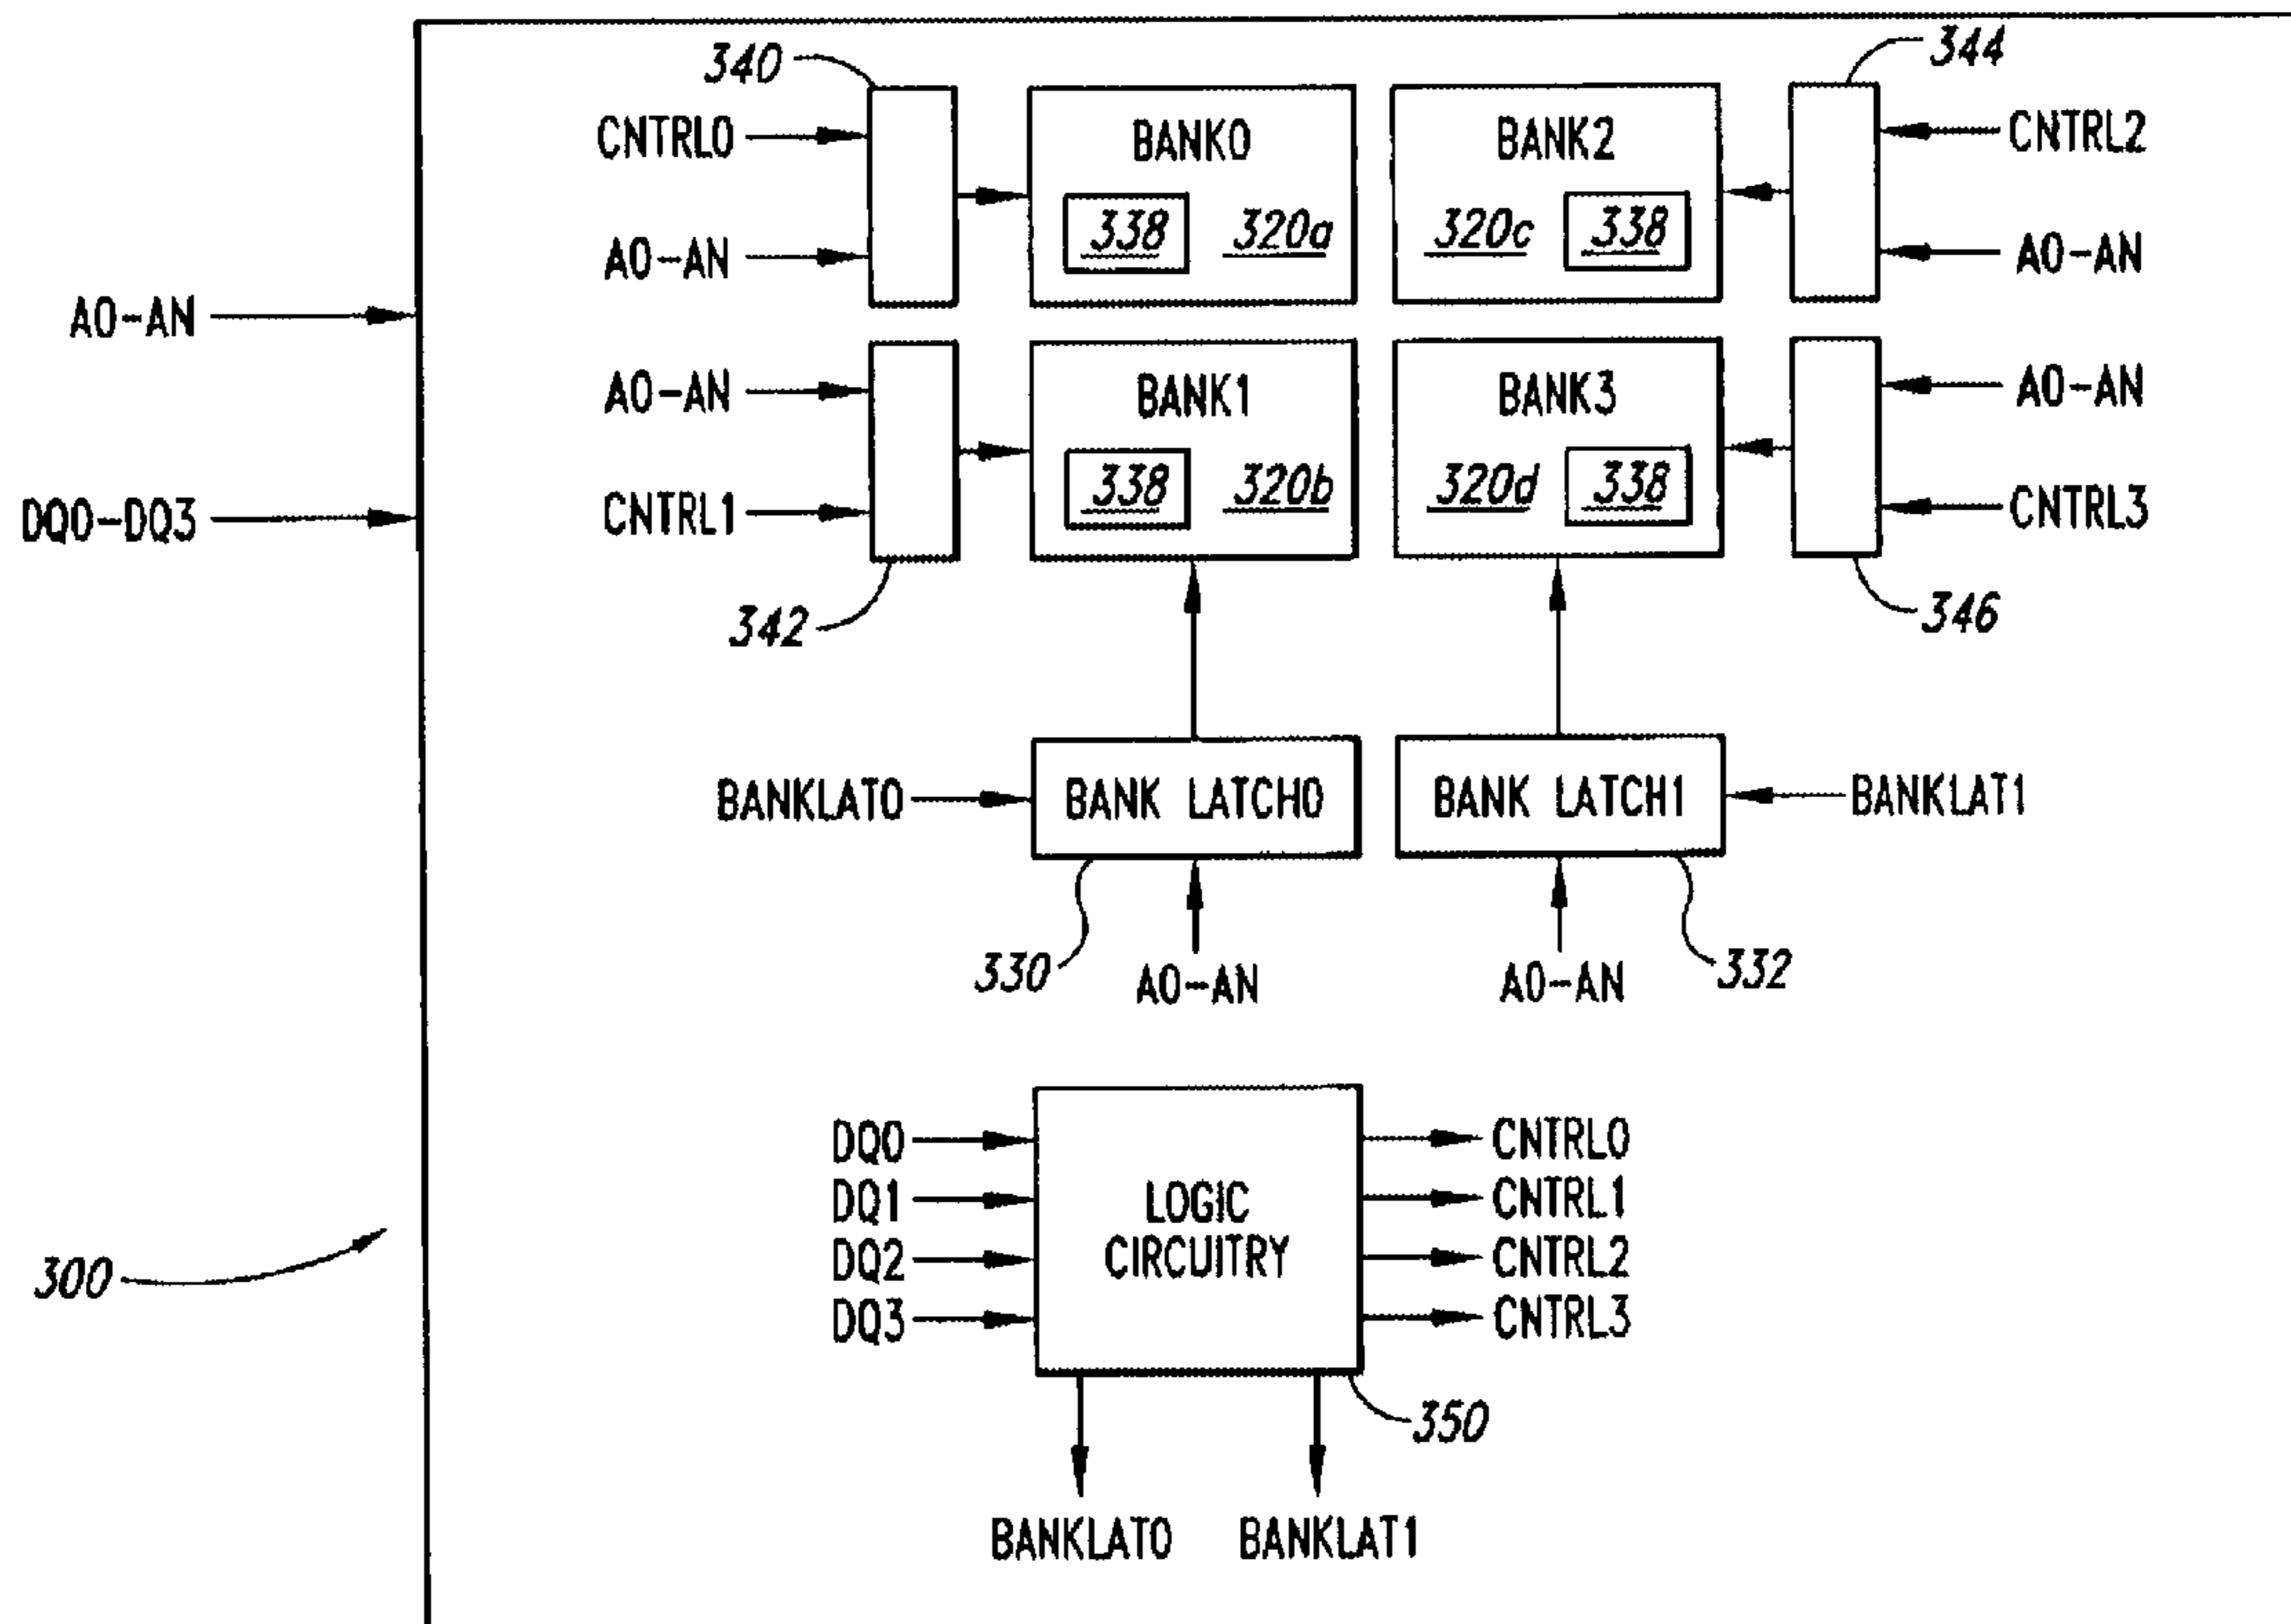 340
344
CNTRL0
BANK0
BANK2
CNTRL2
338
320a
320c
338
A0-AN
A0-AN
A0-AN
A0-AN
BANK1
BANK3
A0-AN
338
320b
320d
338
DQ0-DQ3
CNTRL1
CNTRL3
342
346
BANKLAT0
BANK LATCH0
BANK LATCH1
BANKLAT1
330
A0-AN
A0-AN
332
DQ0
CNTRL0
DQ1
LOGIC
CNTRL1
DQ2
CIRCUITRY
CNTRL2
300
DQ3
CNTRL3
350
BANKLAT0
BANKLAT1